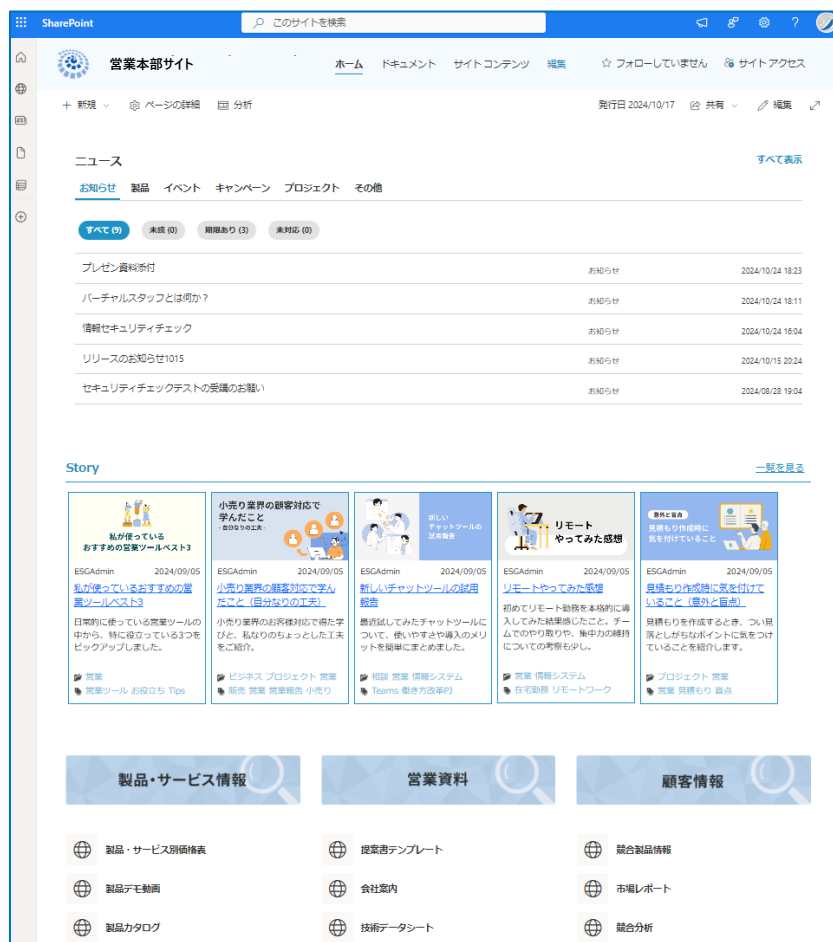 SharePoint
このサイトを検索
?
営業本部サイト
ホーム ドキュメント サイト コンテンツ 編集
フォローしていません サイト アクセス
新規 ページの詳細 分析
発行日 2024/10/17 共有 編集
ニュース
すべて表示
お知らせ 製品 イベント キャンペーン プロジェクト その他
すべて (9) 未読 (0) 期限あり (3) 未対応 (0)
プレゼン資料添付 お知らせ 2024/10/24 18:23
バーチャルスタッフとは何か？ お知らせ 2024/10/24 18:11
情報セキュリティチェック お知らせ 2024/10/24 16:04
リリースのお知らせ1015 お知らせ 2024/10/15 20:24
セキュリティチェックテストの受講のお願い お知らせ 2024/08/28 19:04
Story
一覧を見る
私が使っている
おすすめの営業ツールベスト3
ESGAdmin 2024/09/05
私が使っているおすすめの営
業ツールベスト3
日常的に使っている営業ツールの
中から、特に役立っている3つを
ピックアップしました。
営業
営業ツール お役立ち Tips
小売り業界の顧客対応で
学んだこと
- 自分なりの工夫 -
ESGAdmin 2024/09/05
小売り業界の顧客対応で学ん
だこと（自分なりの工夫）
小売り業界のお客様対応で得た学
びと、私なりのちょっとした工夫
をご紹介。
ビジネス プロジェクト 営業
販売 営業 営業報告 小売り
新しい
チャットツールの
試用報告
ESGAdmin 2024/09/05
新しいチャットツールの試用
報告
最近試してみたチャットツールに
ついて、使いやすさや導入のメリ
ットを簡単にまとめました。
相談 営業 情報システム
Teams 働き方改革PJ
リモート
やってみた感想
ESGAdmin 2024/09/05
リモートやってみた感想
初めてリモート勤務を本格的に導
入してみた結果感じたこと。チー
ムでのやり取りや、集中力の維持
についての考察も少し。
営業 情報システム
在宅勤務 リモートワーク
意外と盲点
見積もり作成時に
気を付けていること
ESGAdmin 2024/09/05
見積もり作成時に気を付けて
いること（意外と盲点）
見積もりを作成するとき、つい見
落としがちなポイントに気をつけ
ていることを紹介します。
プロジェクト 営業
営業 見積もり 盲点
製品・サービス情報
営業資料
顧客情報
製品・サービス別価格表 提案書テンプレート 競合製品情報
製品デモ動画 会社案内 市場レポート
製品カタログ 技術データシート 競合分析